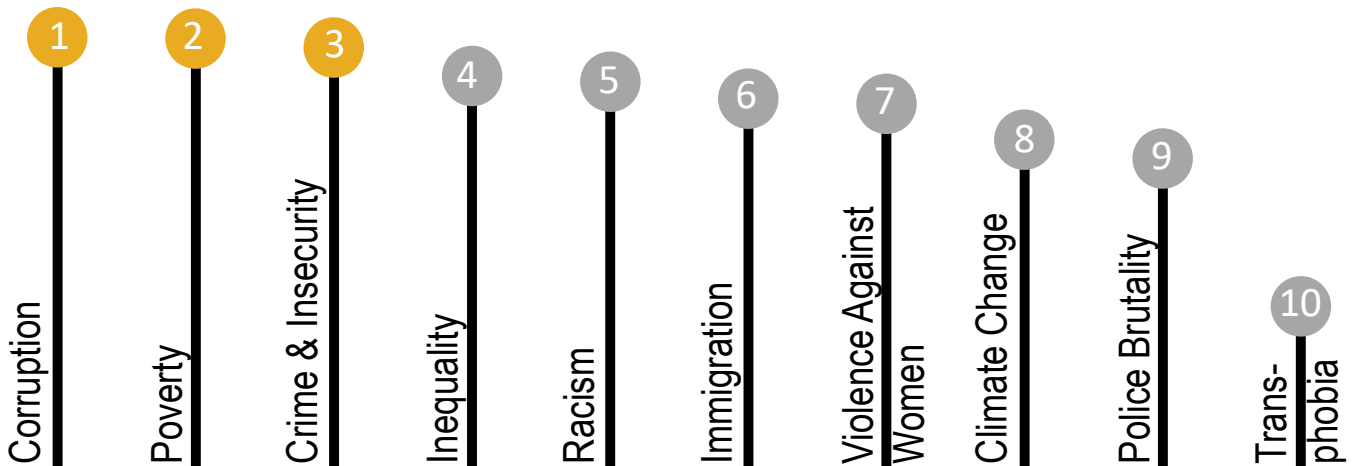 1
Corruption
2
Poverty
3
Crime & Insecurity
4
Inequality
5
Racism
6
Immigration
7
Violence Against
Women
8
Climate Change
9
Police Brutality
10
Trans-
phobia